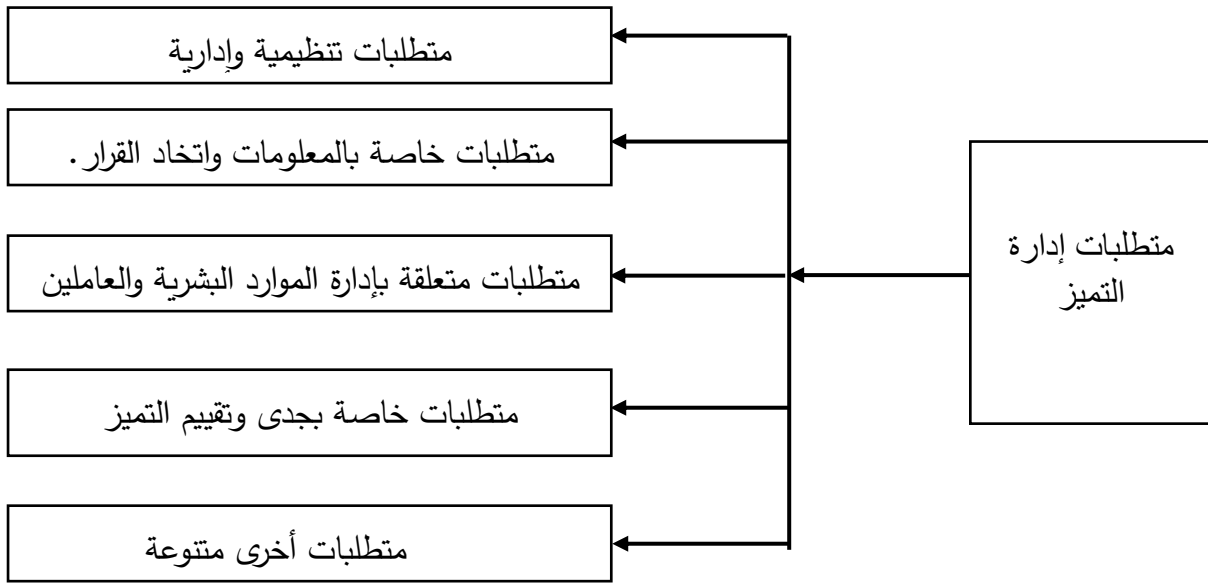 متطلبات إدارة
التميز
متطلبات تنظيمية وإدارية
متطلبات خاصة بالمعلومات واتخاد القرار.
متطلبات متعلقة بإدارة الموارد البشرية والعاملين
متطلبات خاصة بجدى وتقييم التميز
متطلبات أخرى متنوعة